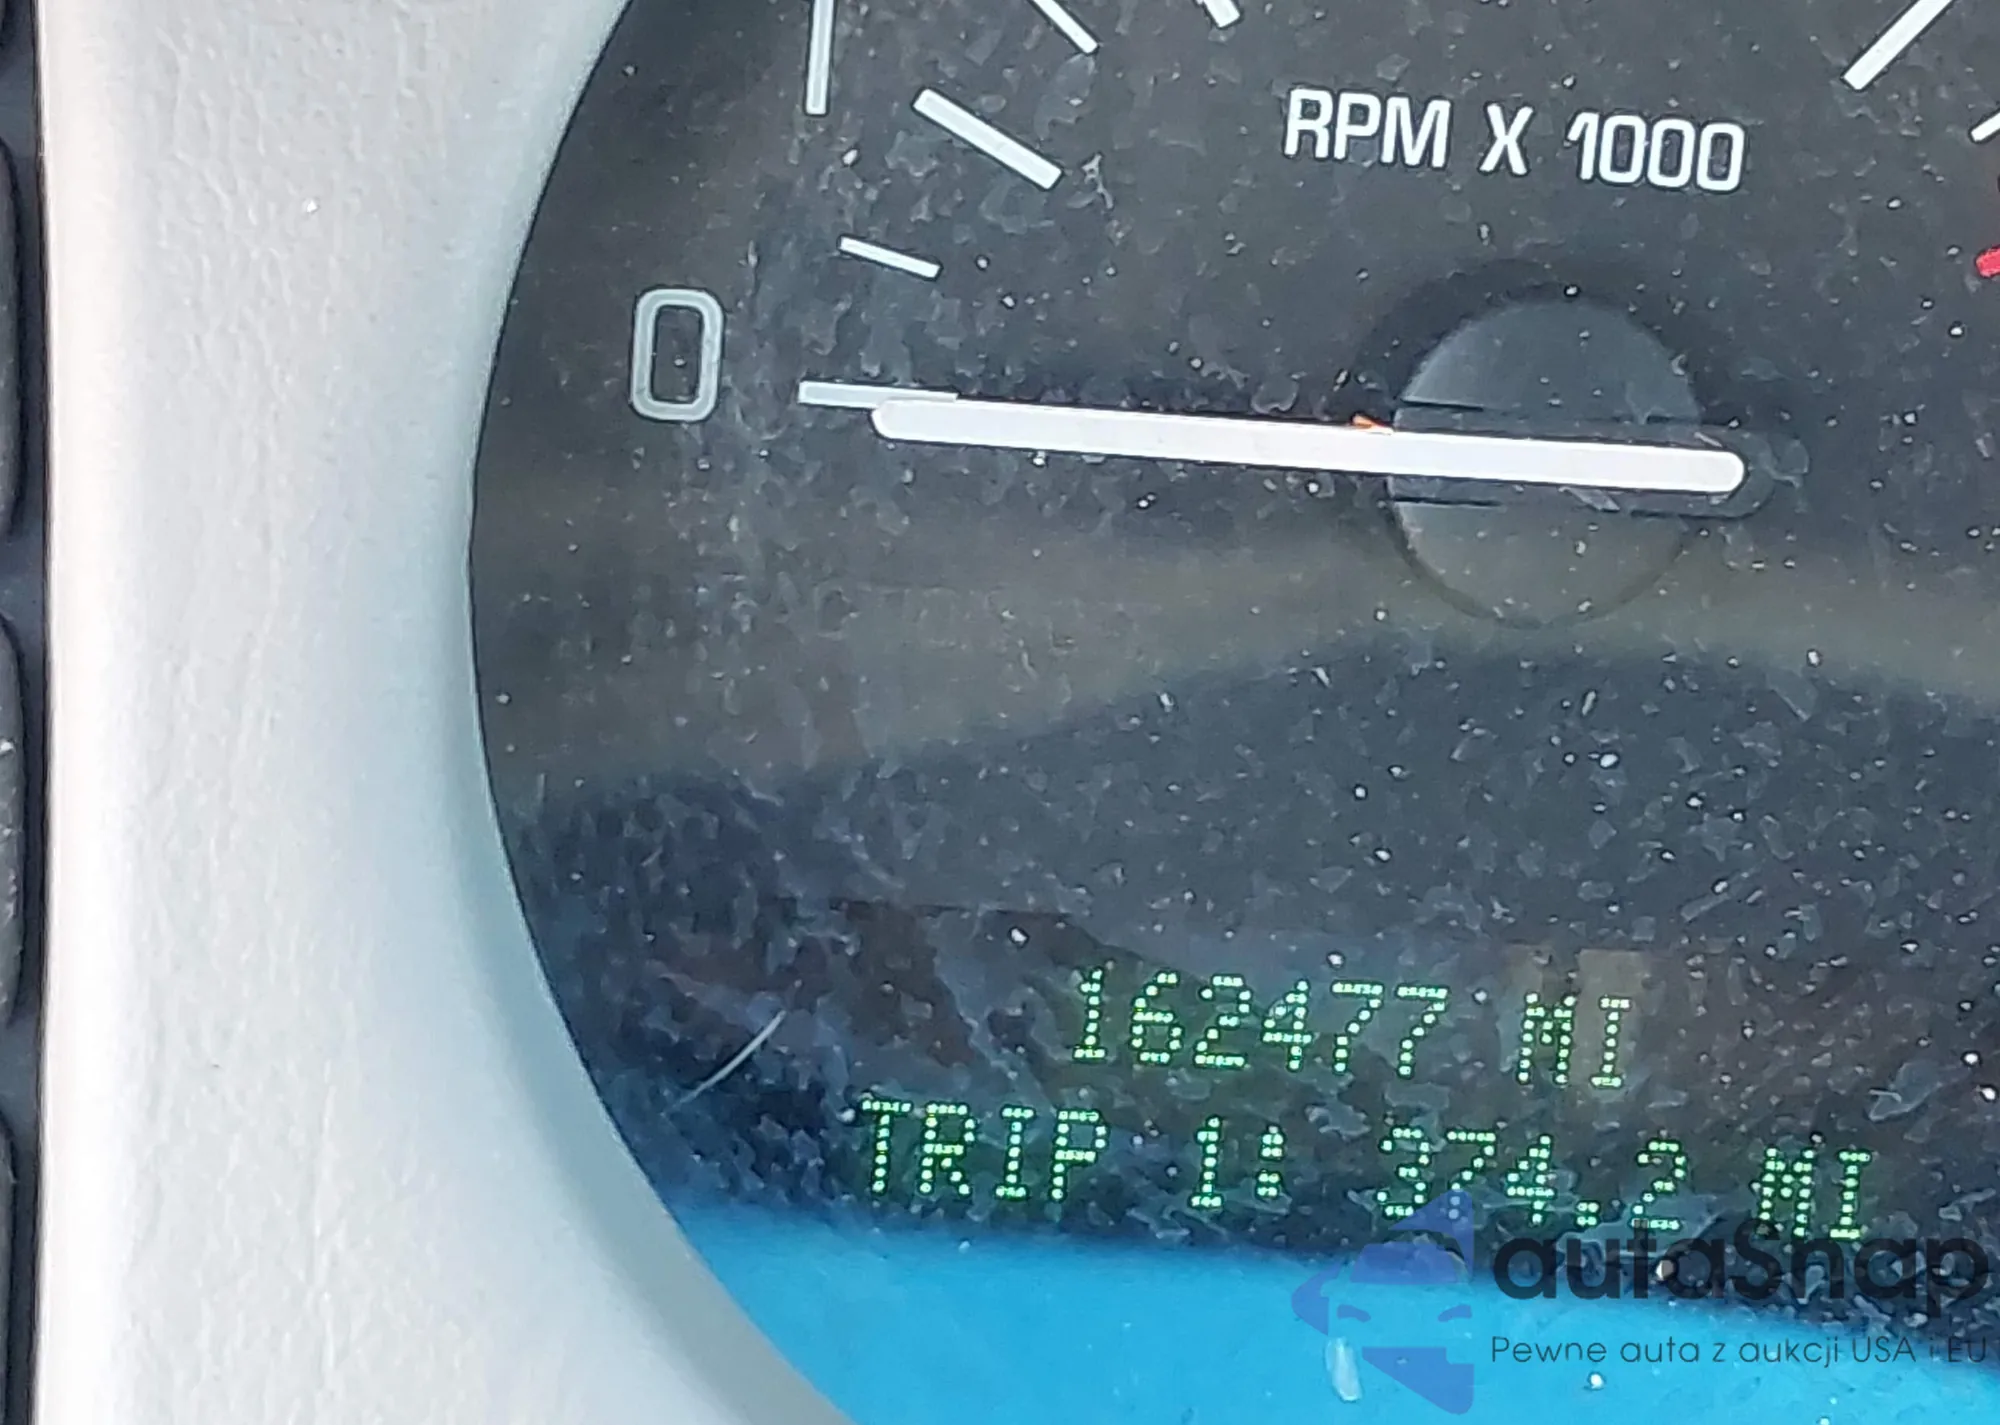 RPM X 1000
0
162477 MI
TRIP 1: 374.2 MI
autaSnap
Pewne auta z aukcji USA i EU